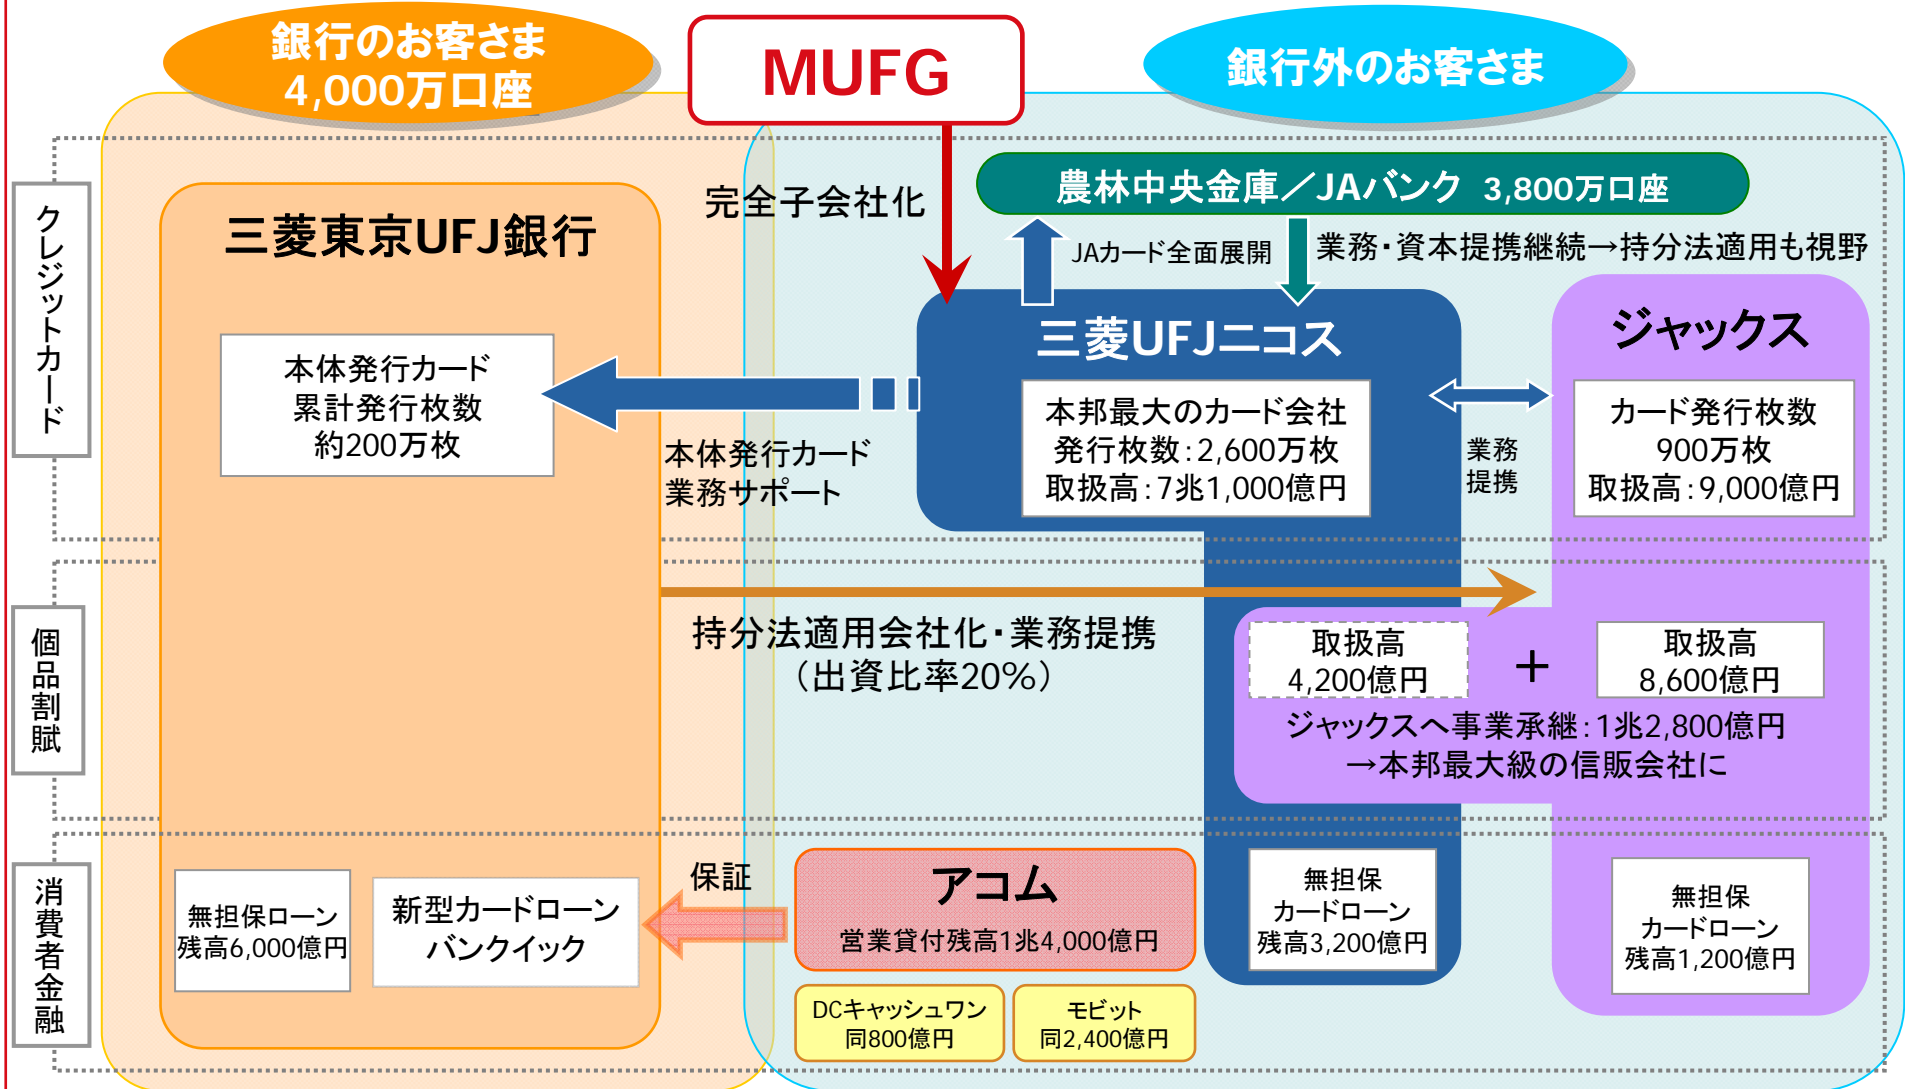 銀行のお客さま
4,000万口座
MUFG
銀行外のお客さま
クレジットカード
三菱東京UFJ銀行
完全子会社化
農林中央金庫／JAバンク 3,800万口座
JAカード全面展開
業務・資本提携継続→持分法適用も視野
本体発行カード
累計発行枚数
約200万枚
本体発行カード
業務サポート
三菱UFJニコス
本邦最大のカード会社
発行枚数：2,600万枚
取扱高：7兆1,000億円
業務
提携
ジャックス
カード発行枚数
900万枚
取扱高：9,000億円
個品割賦
持分法適用会社化・業務提携
（出資比率20%）
取扱高
4,200億円
＋
取扱高
8,600億円
ジャックスへ事業承継：1兆2,800億円
→本邦最大級の信販会社に
消費者金融
無担保ローン
残高6,000億円
新型カードローン
バンクイック
保証
アコム
営業貸付残高1兆4,000億円
DCキャッシュワン
同800億円
モビット
同2,400億円
無担保
カードローン
残高3,200億円
無担保
カードローン
残高1,200億円